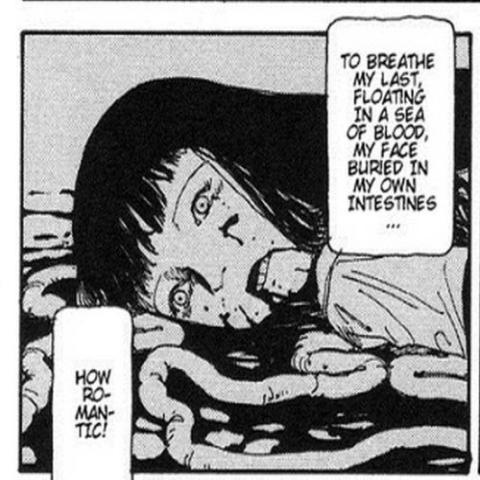 TO BREATHE
MY LAST,
FLOATING
IN A SEA
OF BLOOD,
MY FACE
BURIED IN
MY OWN
INTESTINES
...
HOW
RO-
MAN-
TIC!